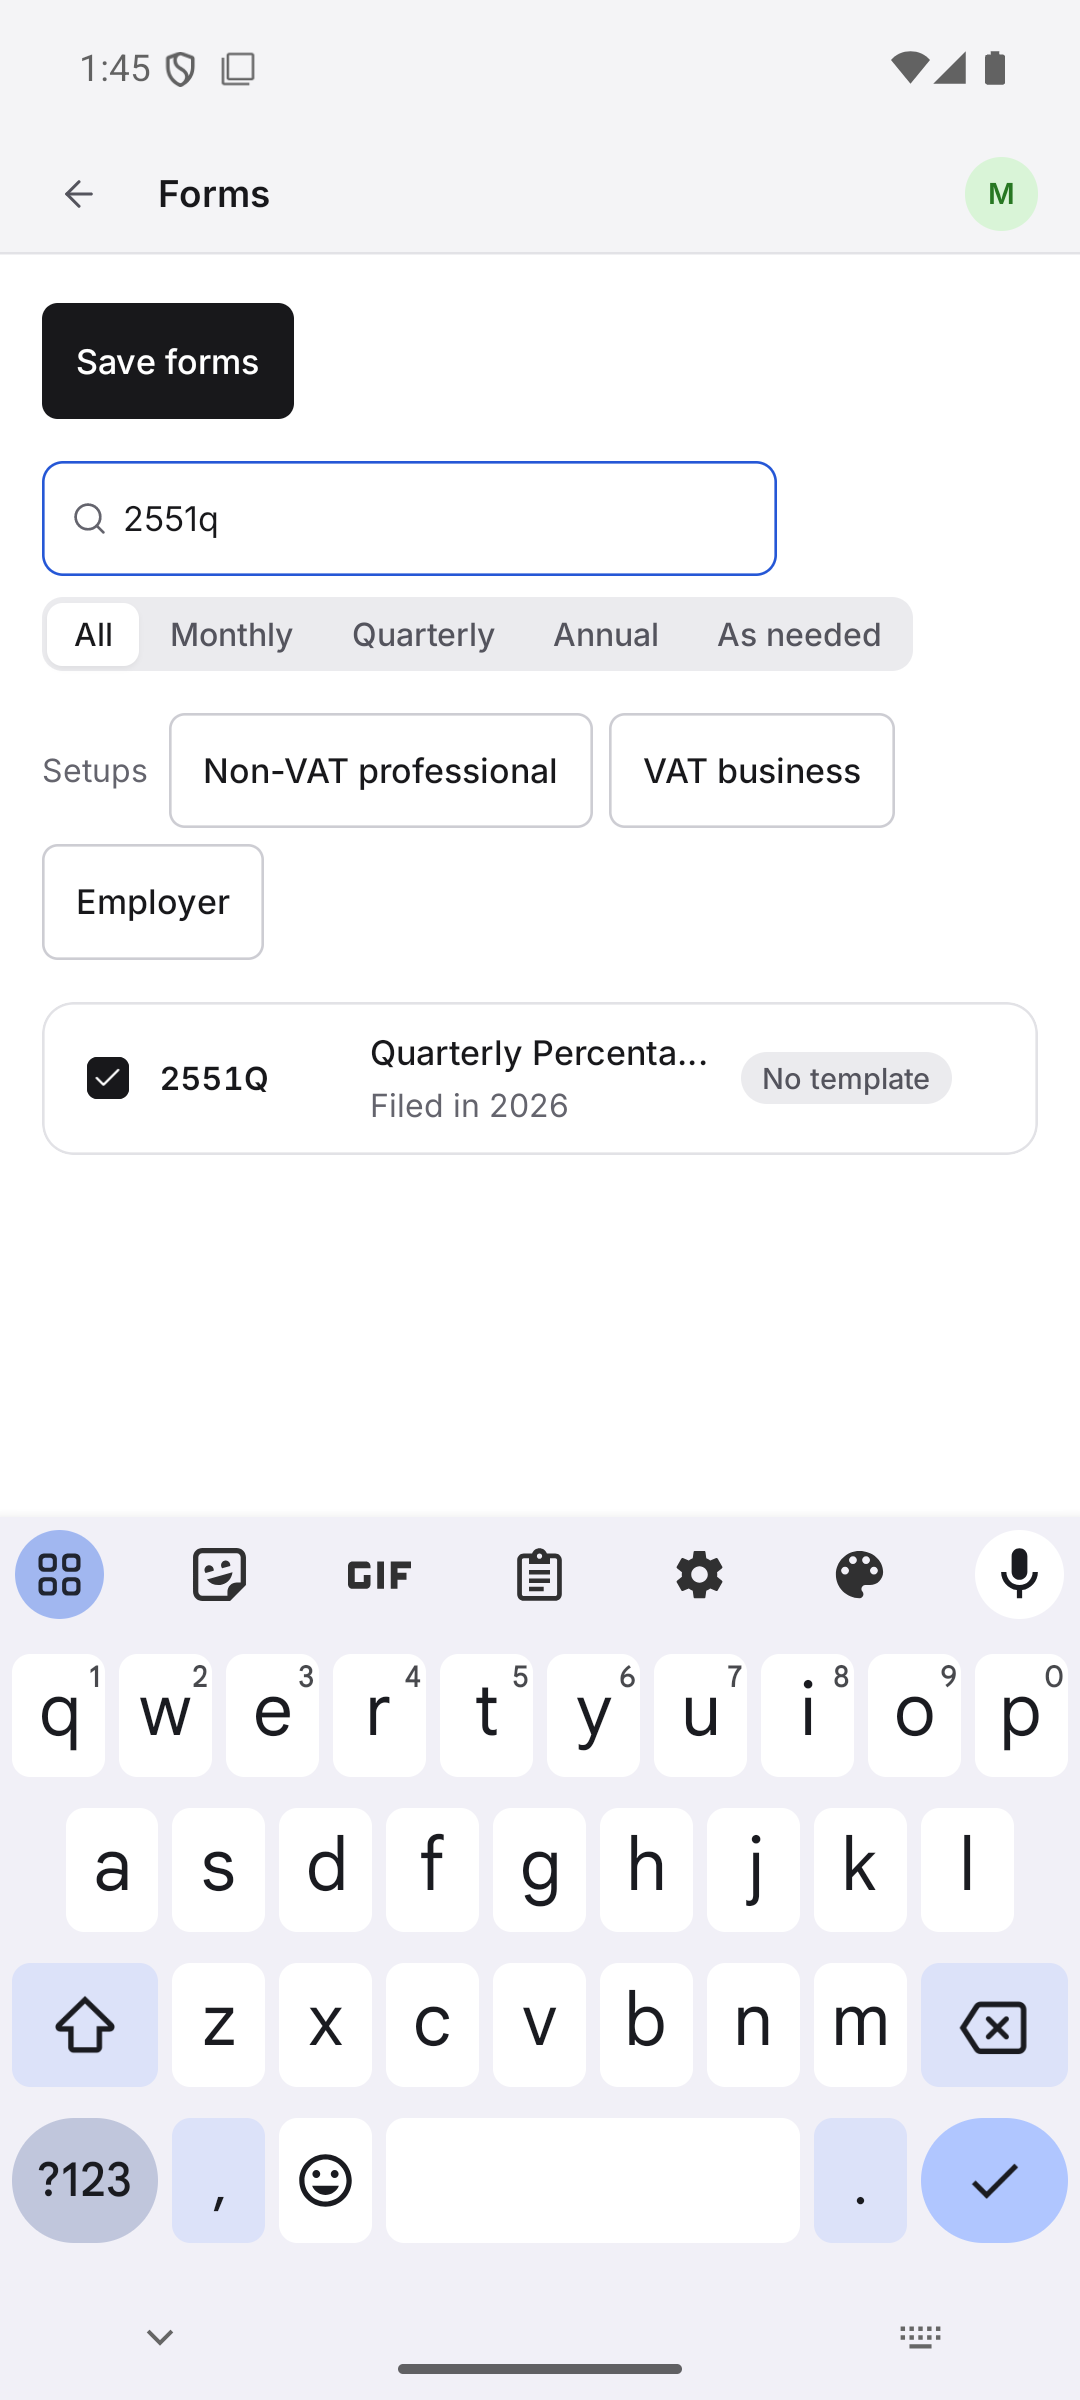 1:45
Forms
M
Save forms
2551q
All Monthly Quarterly Annual As needed
Setups Non-VAT professional VAT business
Employer
2551Q Quarterly Percenta... No template
Filed in 2026
GIF
q 1 w 2 e 3 r 4 t 5 y 6 u 7 i 8 o 9 p 0
a s d f g h j k l
z x c v b n m
?123 , .